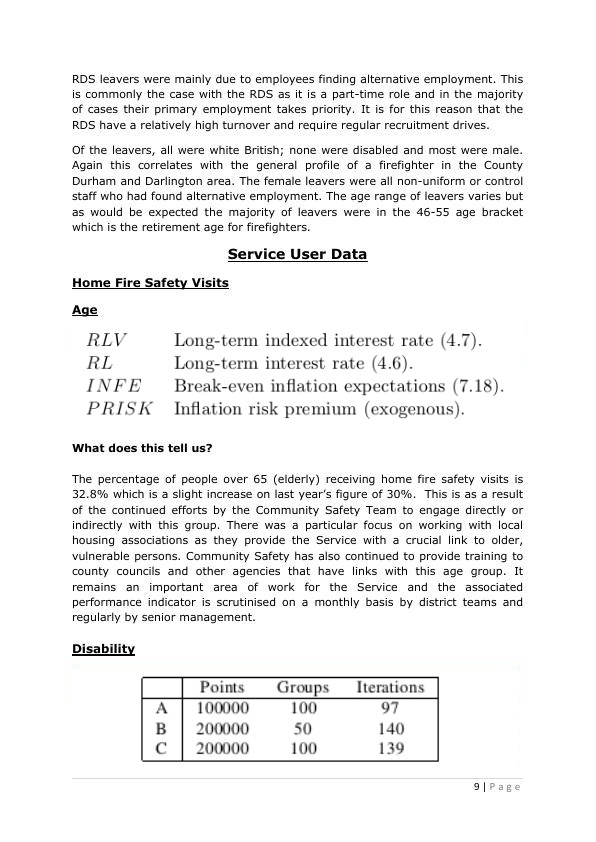 RDS leavers were mainly due to employees finding alternative employment. This
is commonly the case with the RDS as it is a part-time role and in the majority
of cases their primary employment takes priority. It is for this reason that the
RDS have a relatively high turnover and require regular recruitment drives.
Of the leavers, all were white British; none were disabled and most were male.
Again this correlates with the general profile of a firefighter in the County
Durham and Darlington area. The female leavers were all non-uniform or control
staff who had found alternative employment. The age range of leavers varies but
as would be expected the majority of leavers were in the 46-55 age bracket
which is the retirement age for firefighters.
Service User Data
Home Fire Safety Visits
Age
RLV Long-term indexed interest rate (4.7).
RL Long-term interest rate (4.6).
INFE Break-even inflation expectations (7.18).
PRISK Inflation risk premium (exogenous).
What does this tell us?
The percentage of people over 65 (elderly) receiving home fire safety visits is
32.8% which is a slight increase on last year's figure of 30%. This is as a result
of the continued efforts by the Community Safety Team to engage directly or
indirectly with this group. There was a particular focus on working with local
housing associations as they provide the Service with a crucial link to older,
vulnerable persons. Community Safety has also continued to provide training to
county councils and other agencies that have links with this age group. It
remains an important area of work for the Service and the associated
performance indicator is scrutinised on a monthly basis by district teams and
regularly by senior management.
Disability
Points Groups Iterations
A 100000 100 97
B 200000 50 140
C 200000 100 139
9 | Page